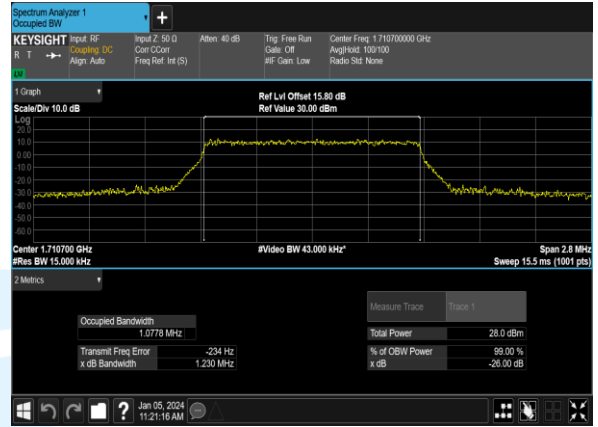 Spectrum Analyzer 1
Occupied BW
KEYSIGHT Input: RF Input Z: 50 Ω Atten: 40 dB Trig: Free Run Center Freq: 1.710700000 GHz
R T Coupling: DC Corr CCorr Gate: Off Avg|Hold: 100/100
Align: Auto Freq Ref: Int (S) #IF Gain: Low Radio Std: None
1 Graph
Ref Lvl Offset 15.80 dB
Scale/Div 10.0 dB Ref Value 30.00 dBm
Log
20.0
10.0
0.00
-10.0
-20.0
-30.0
-40.0
-50.0
-60.0
Center 1.710700 GHz #Video BW 43.000 kHz* Span 2.8 MHz
#Res BW 15.000 kHz Sweep 15.5 ms (1001 pts)
2 Metrics
Measure Trace Trace 1
Occupied Bandwidth
1.0778 MHz Total Power 28.0 dBm
Transmit Freq Error -234 Hz % of OBW Power 99.00 %
x dB Bandwidth 1.230 MHz x dB -26.00 dB
? Jan 05, 2024
11:21:16 AM